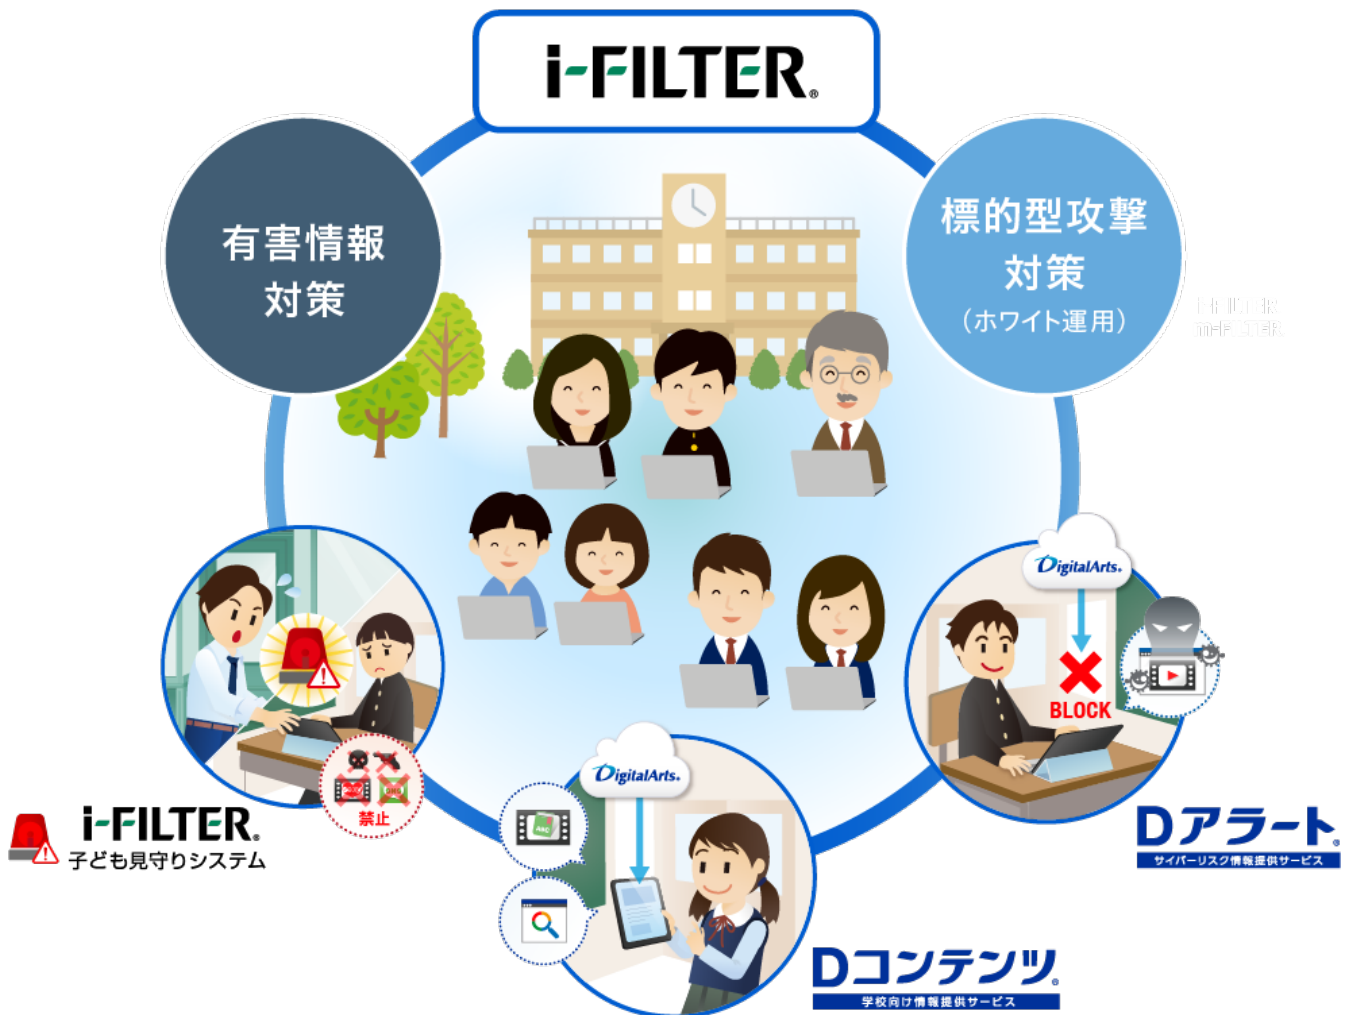 i-FILTER®
有害情報
対策
標的型攻撃
対策
（ホワイト運用）
i-FILTER
m-FILTER
DigitalArts®
BLOCK
禁止
i-FILTER®
子ども見守りシステム
DigitalArts®
ABC
Dアラート®
サイバーリスク情報提供サービス
Dコンテンツ®
学校向け情報提供サービス